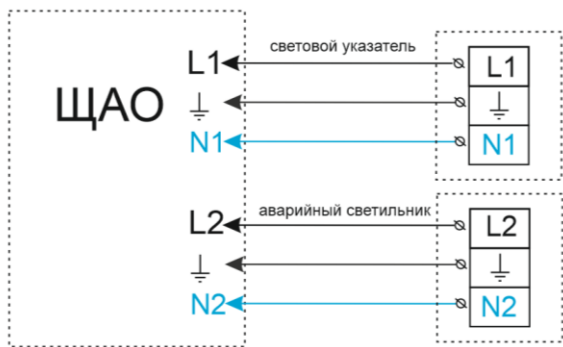 световой указатель
L1 L1
ЩАО
N1 N1
аварийный светильник
L2 L2
N2 N2